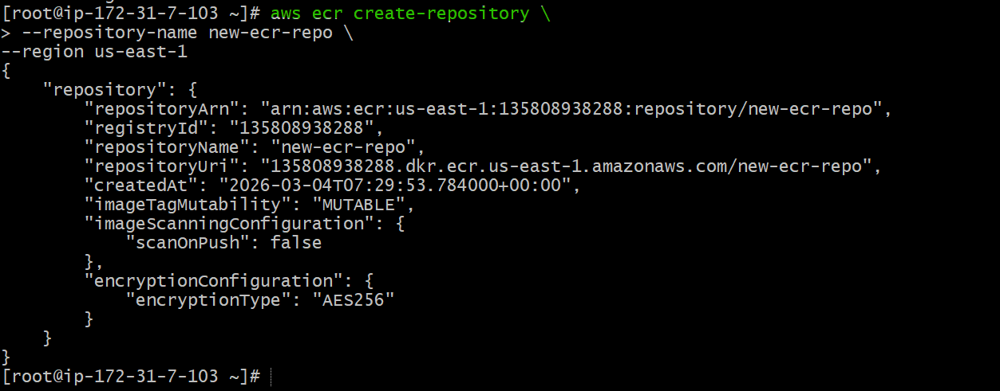 [root@ip-172-31-7-103 ~]# aws ecr create-repository \
> --repository-name new-ecr-repo \
--region us-east-1
{
    "repository": {
        "repositoryArn": "arn:aws:ecr:us-east-1:135808938288:repository/new-ecr-repo",
        "registryId": "135808938288",
        "repositoryName": "new-ecr-repo",
        "repositoryUri": "135808938288.dkr.ecr.us-east-1.amazonaws.com/new-ecr-repo",
        "createdAt": "2026-03-04T07:29:53.784000+00:00",
        "imageTagMutability": "MUTABLE",
        "imageScanningConfiguration": {
            "scanOnPush": false
        },
        "encryptionConfiguration": {
            "encryptionType": "AES256"
        }
    }
}
[root@ip-172-31-7-103 ~]#